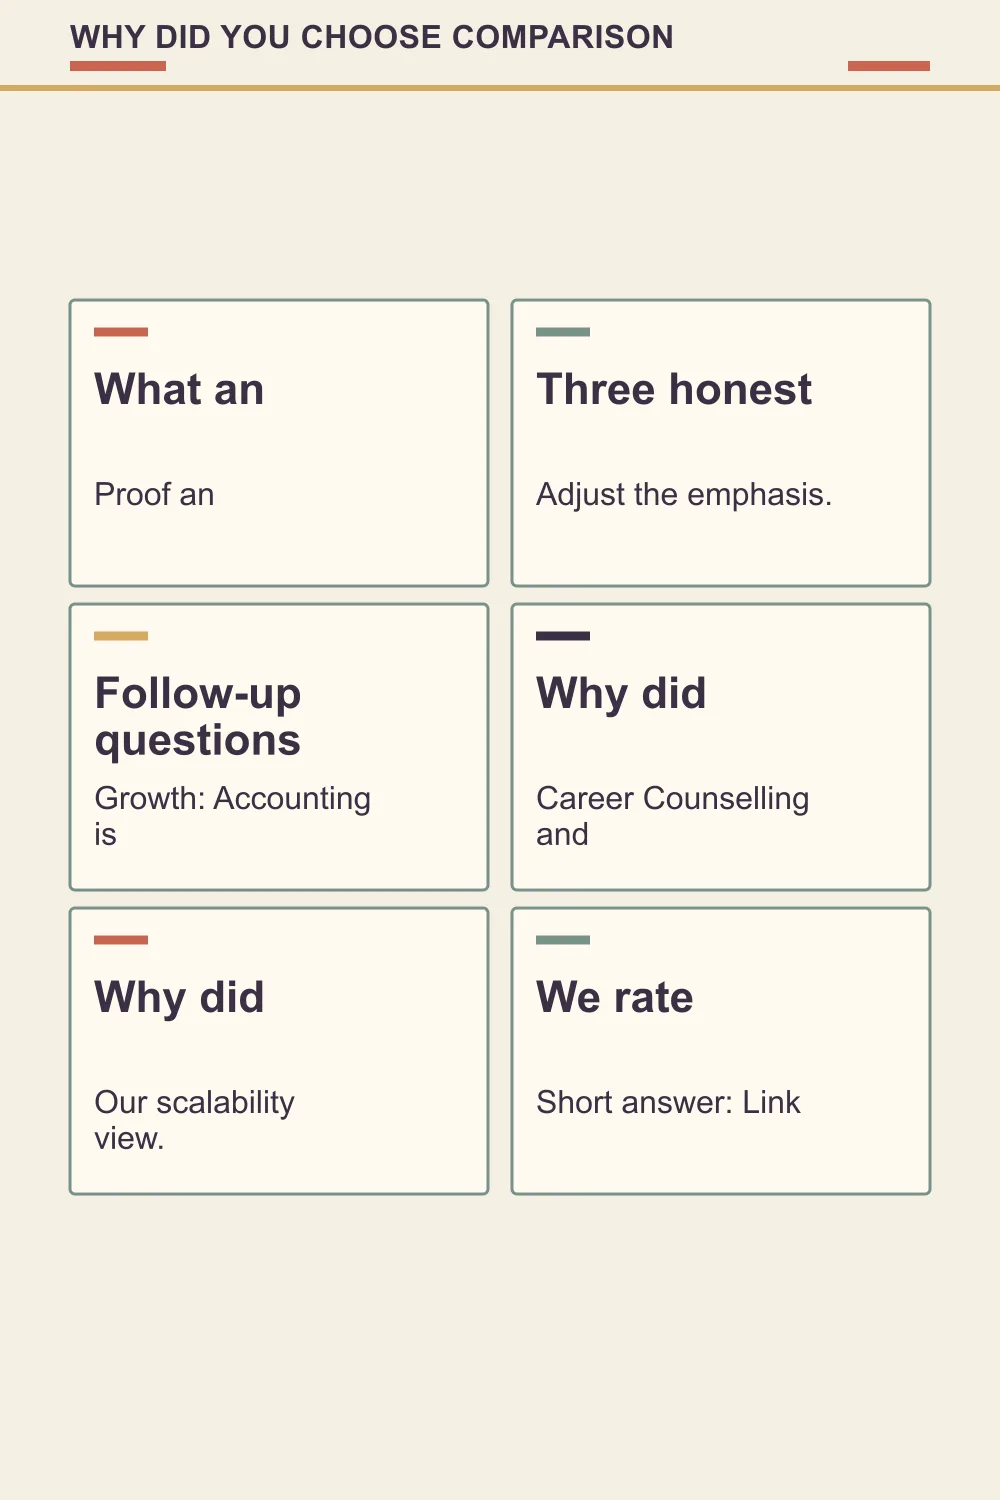 WHY DID YOU CHOOSE COMPARISON
What an
Proof an
Three honest
Adjust the emphasis.
Follow-up
questions
Growth: Accounting
is
Why did
Career Counselling
and
Why did
Our scalability
view.
We rate
Short answer: Link